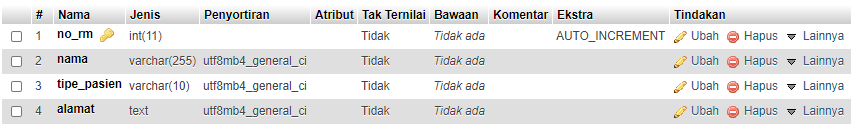 # Nama Jenis Penyortiran Atribut Tak Ternilai Bawaan Komentar Ekstra Tindakan
1 no_rm int(11) Tidak Tidak ada AUTO_INCREMENT Ubah Hapus Lainnya
2 nama varchar(255) utf8mb4_general_ci Tidak Tidak ada Ubah Hapus Lainnya
3 tipe_pasien varchar(10) utf8mb4_general_ci Tidak Tidak ada Ubah Hapus Lainnya
4 alamat text utf8mb4_general_ci Tidak Tidak ada Ubah Hapus Lainnya